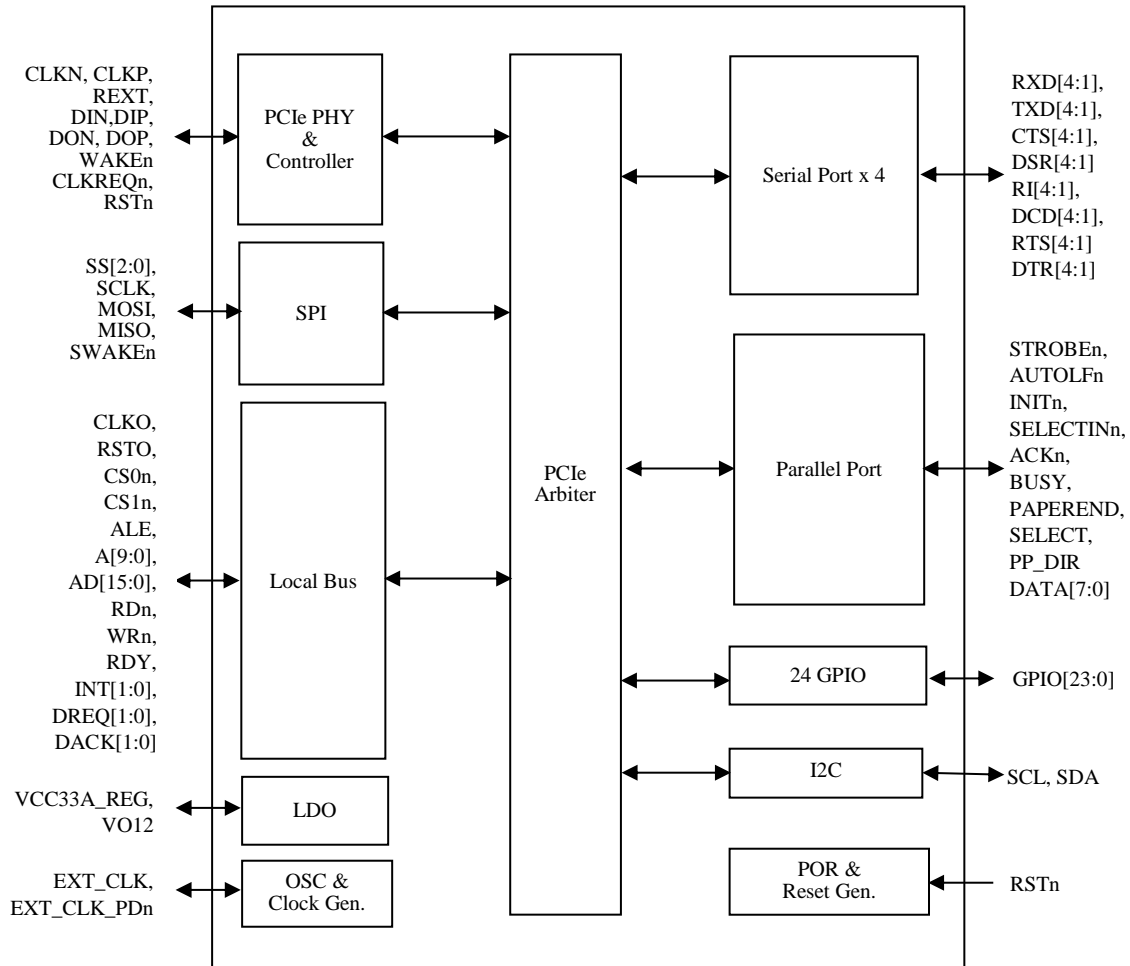 CLKN, CLKP,
REXT,
DIN,DIP,
DON, DOP,
WAKEn
CLKREQn,
RSTn
PCIe PHY
&
Controller
SS[2:0],
SCLK,
MOSI,
MISO,
SWAKEn
SPI
CLKO,
RSTO,
CS0n,
CS1n,
ALE,
A[9:0],
AD[15:0],
RDn,
WRn,
RDY,
INT[1:0],
DREQ[1:0],
DACK[1:0]
Local Bus
VCC33A_REG,
VO12
LDO
EXT_CLK,
EXT_CLK_PDn
OSC &
Clock Gen.
PCIe
Arbiter
Serial Port x 4
RXD[4:1],
TXD[4:1],
CTS[4:1],
DSR[4:1]
RI[4:1],
DCD[4:1],
RTS[4:1]
DTR[4:1]
Parallel Port
STROBEn,
AUTOLFn
INITn,
SELECTINn,
ACKn,
BUSY,
PAPEREND,
SELECT,
PP_DIR
DATA[7:0]
24 GPIO
GPIO[23:0]
I2C
SCL, SDA
POR &
Reset Gen.
RSTn